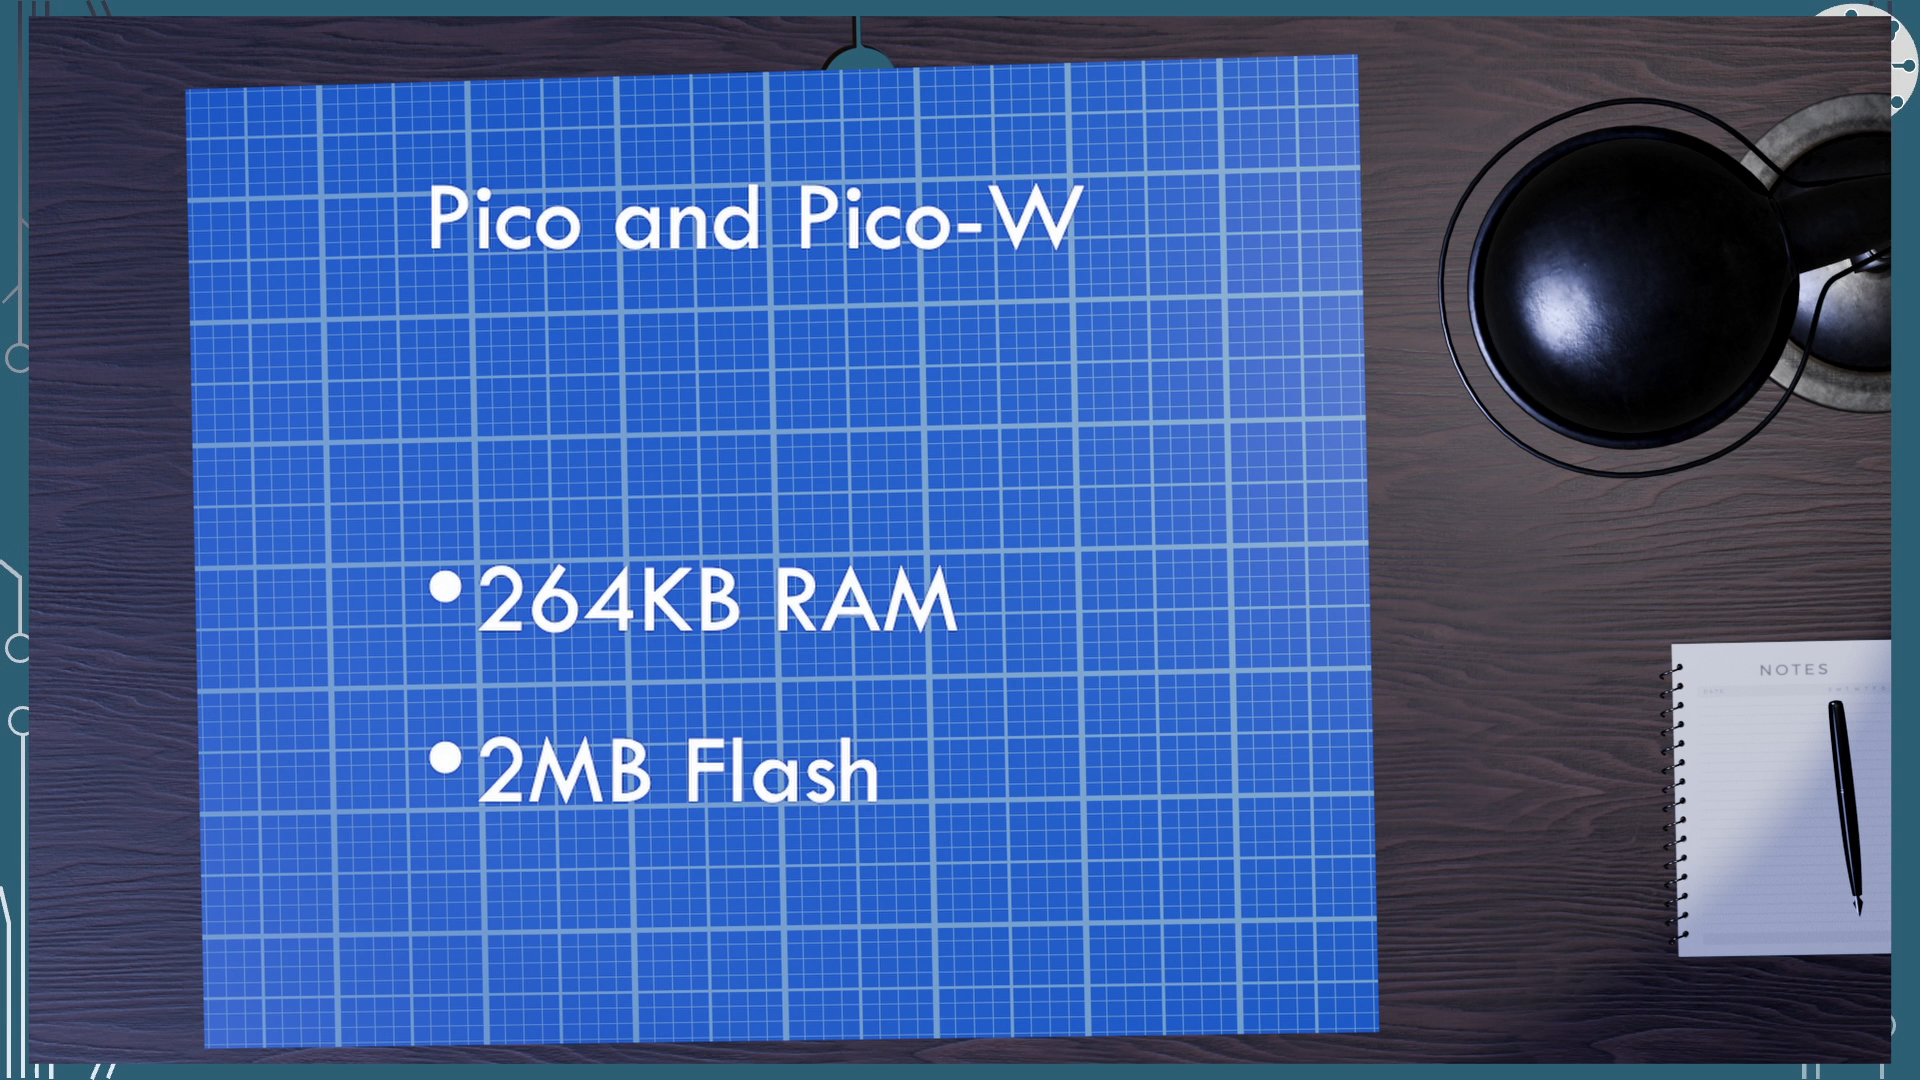 Pico and Pico-W
•264KB RAM
•2MB Flash
NOTES